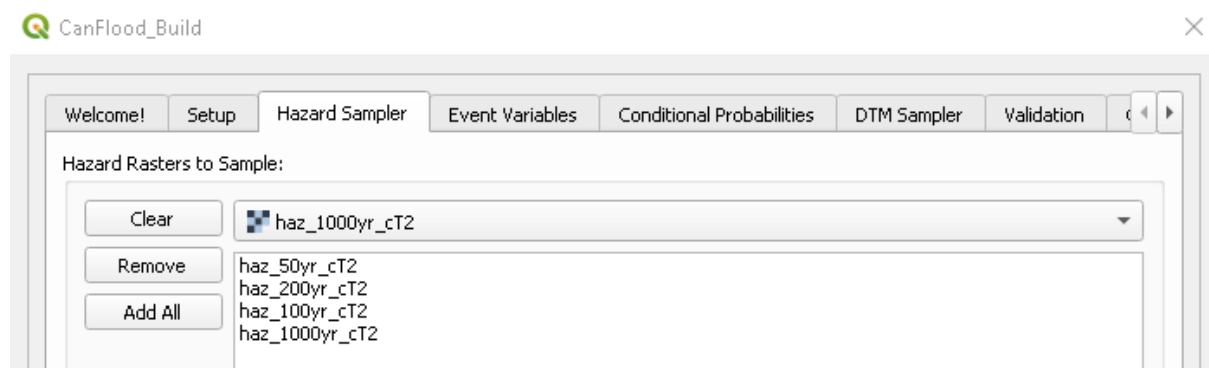 CanFlood_Build
Welcome! Setup Hazard Sampler Event Variables Conditional Probabilities DTM Sampler Validation
Hazard Rasters to Sample:
Clear haz_1000yr_cT2
Remove haz_50yr_cT2
haz_200yr_cT2
Add All haz_100yr_cT2
haz_1000yr_cT2